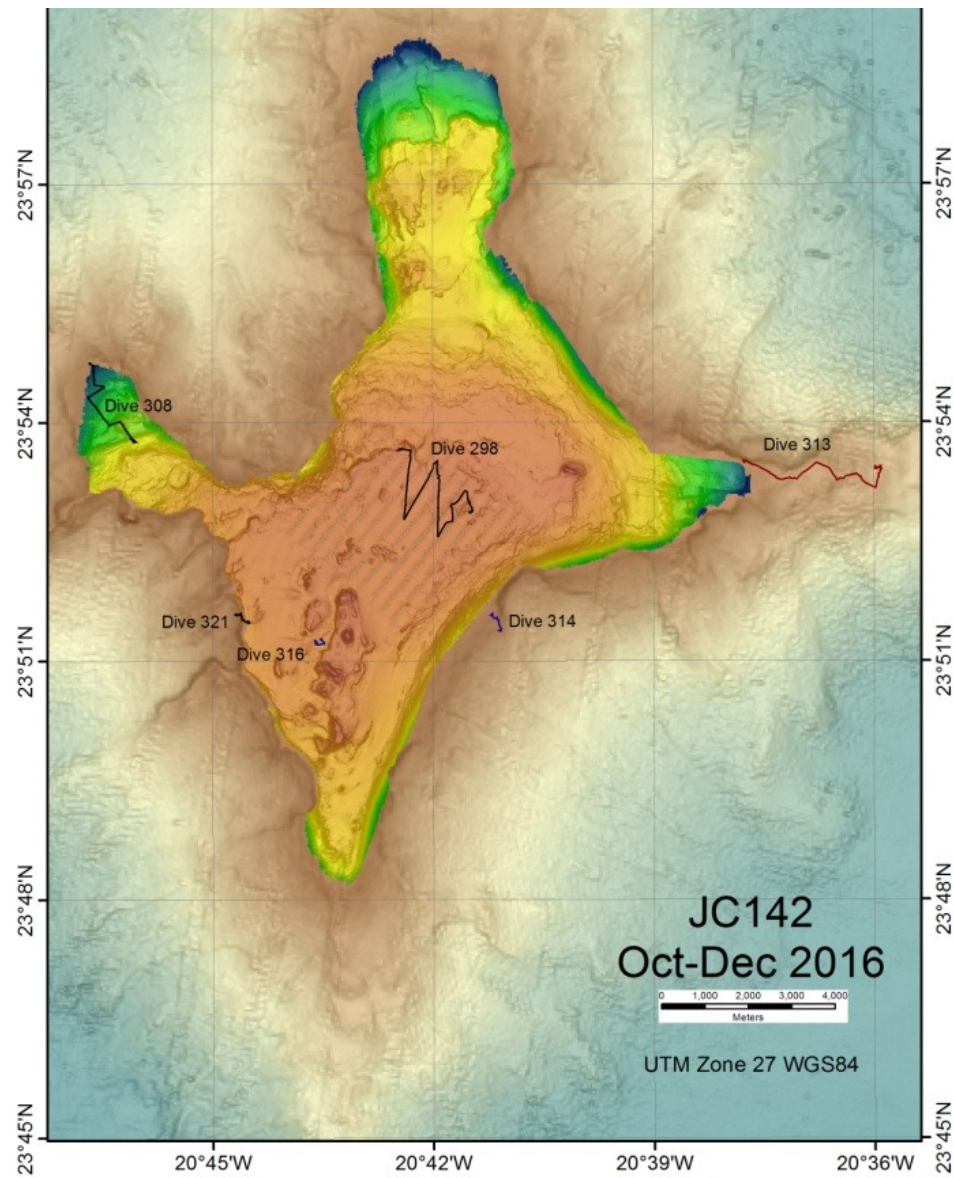 23°57'N
23°57'N
23°54'N
23°54'N
Dive 308
Dive 298
Dive 313
Dive 321
Dive 314
Dive 316
23°51'N
23°51'N
23°48'N
23°48'N
JC142
Oct-Dec 2016
0 1,000 2,000 3,000 4,000
Meters
UTM Zone 27 WGS84
23°45'N
23°45'N
20°45'W 20°42'W 20°39'W 20°36'W